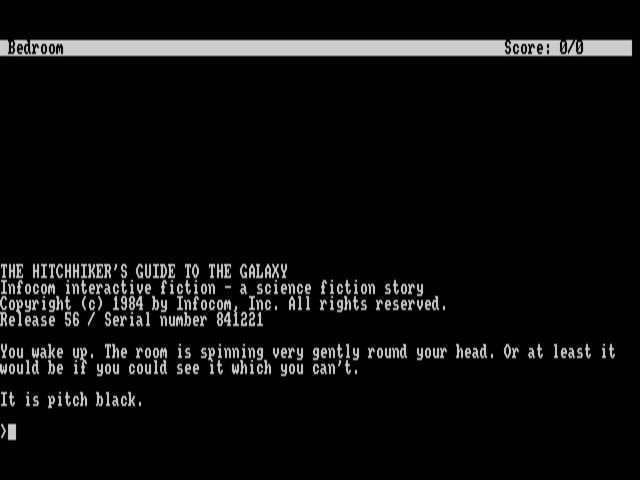 Bedroom Score: 0/0
THE HITCHHIKER'S GUIDE TO THE GALAXY
Infocom interactive fiction - a science fiction story
Copyright (c) 1984 by Infocom, Inc. All rights reserved.
Release 56 / Serial number 841221
You wake up. The room is spinning very gently round your head. Or at least it
would be if you could see it which you can't.
It is pitch black.
>